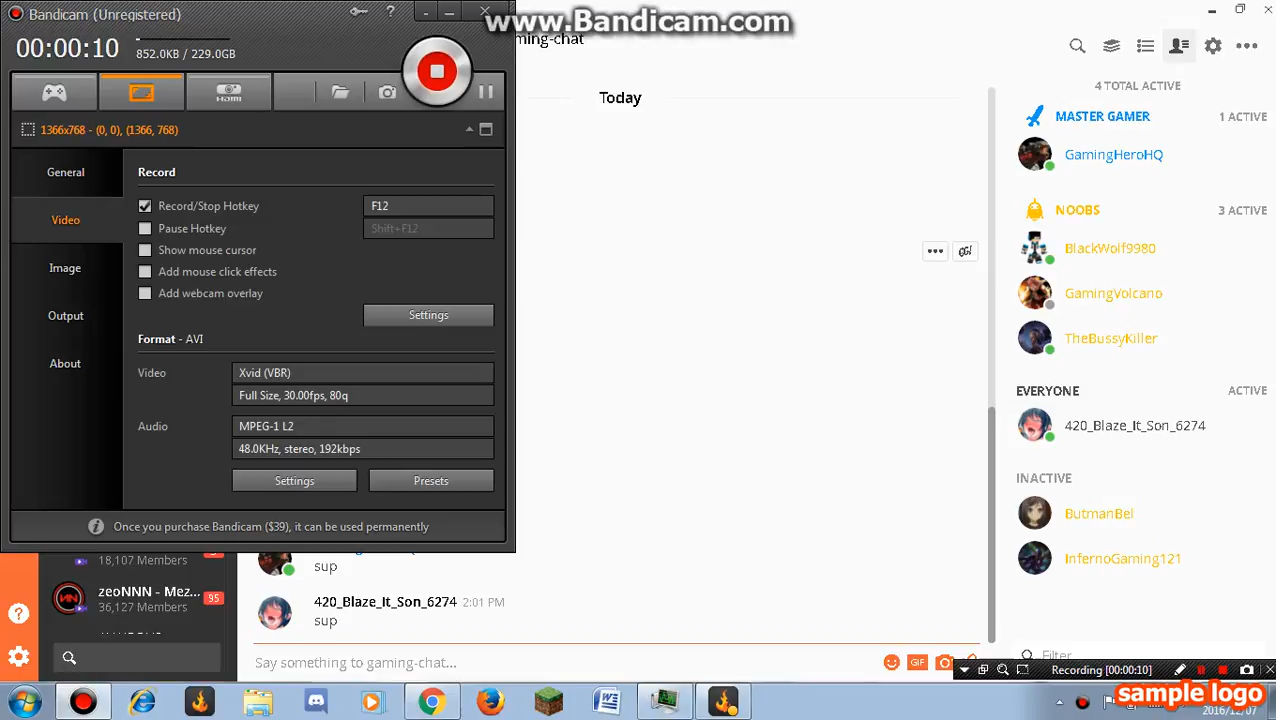 Bandicam (Unregistered)
?
www.Bandicam.com
00:00:10
852.0KB / 229.0GB
HDMI
ming-chat
1366x768 - (0, 0), (1366, 768)
General
Video
Image
Output
About
Record
Record/Stop Hotkey
F12
Pause Hotkey
Shift+F12
Show mouse cursor
Add mouse click effects
Add webcam overlay
Settings
Format - AVI
Video
Xvid (VBR)
Full Size, 30.00fps, 80q
Audio
MPEG-1 L2
48.0KHz, stereo, 192kbps
Settings
Presets
Once you purchase Bandicam ($39), it can be used permanently
18,107 Members
zeoNNN - Mez...
95
36,127 Members
Today
sup
420_Blaze_It_Son_6274 2:01 PM
sup
Say something to gaming-chat...
GIF
4 TOTAL ACTIVE
MASTER GAMER
1 ACTIVE
GamingHeroHQ
NOOBS
3 ACTIVE
BlackWolf9980
GamingVolcano
TheBussyKiller
EVERYONE
ACTIVE
420_Blaze_It_Son_6274
INACTIVE
ButmanBel
InfernoGaming121
Filter
Recording [00:00:10]
sample logo
2016/12/07